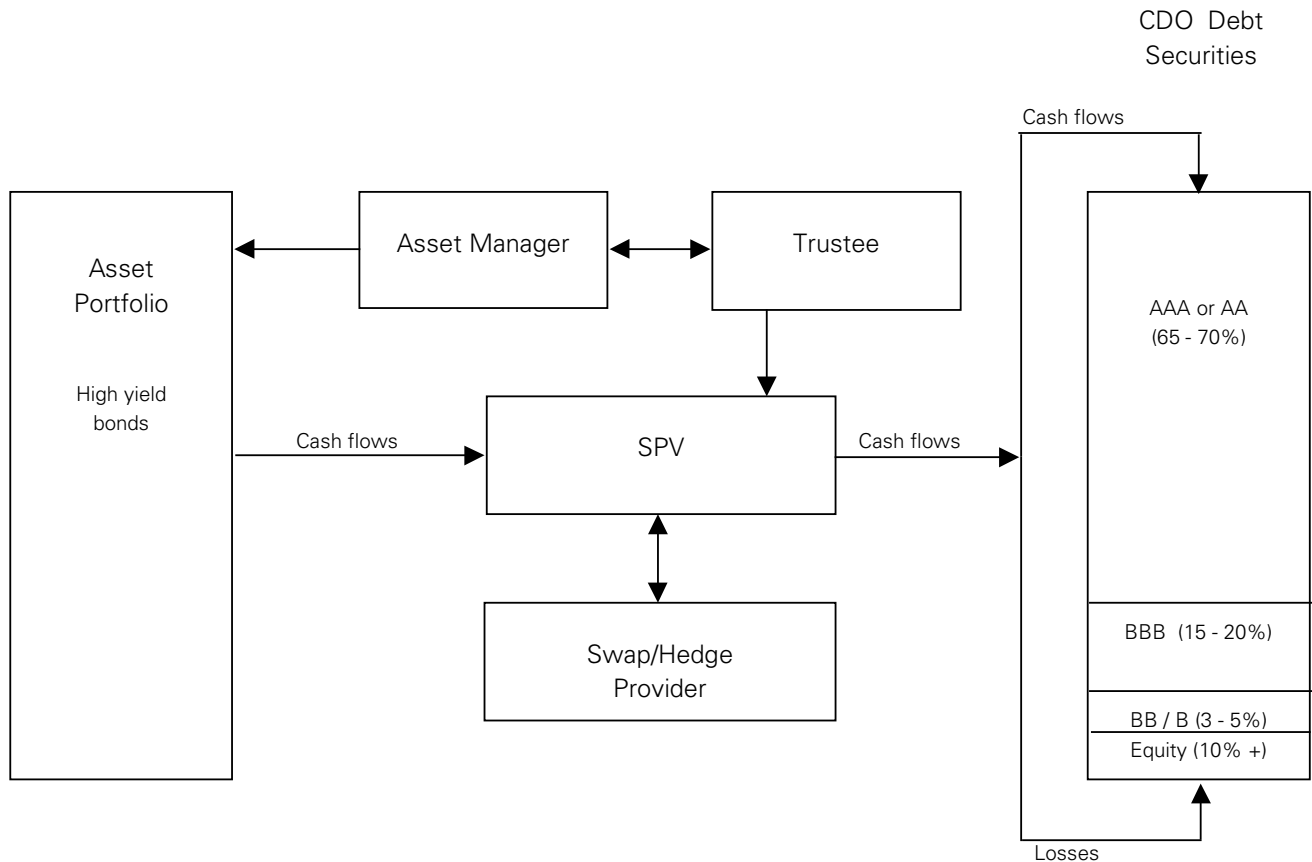 CDO Debt
Securities
Cash flows
Asset Manager
Trustee
Asset
Portfolio
AAA or AA
(65 - 70%)
High yield
bonds
Cash flows
SPV
Cash flows
BBB (15 - 20%)
Swap/Hedge
Provider
BB / B (3 - 5%)
Equity (10% +)
Losses